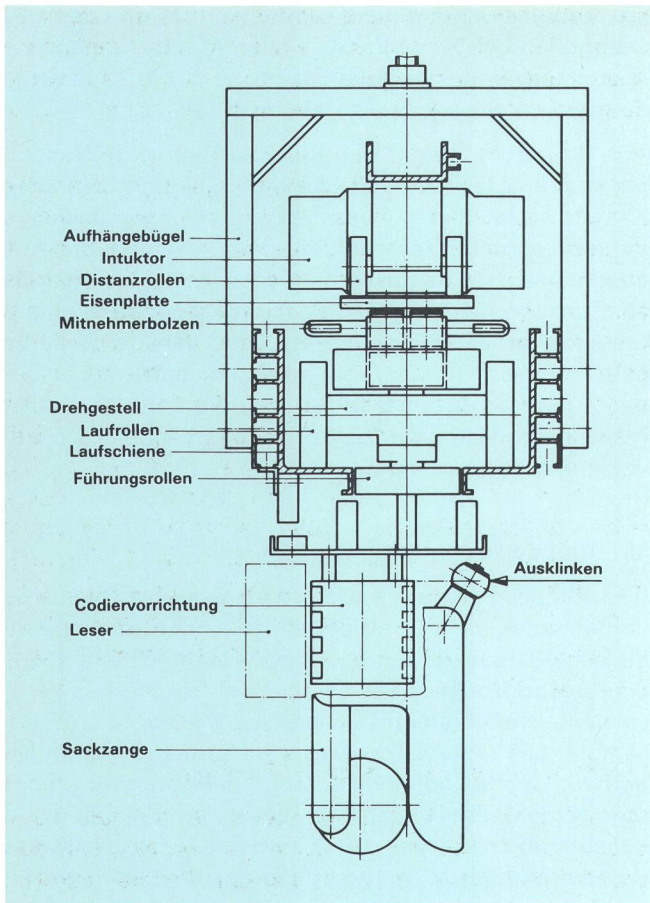 Aufhängebügel
Intuktor
Distanzrollen
Eisenplatte
Mitnehmerbolzen
Drehgestell
Laufrollen
Laufschiene
Führungsrollen
Ausklinken
Codiervorrichtung
Leser
Sackzange